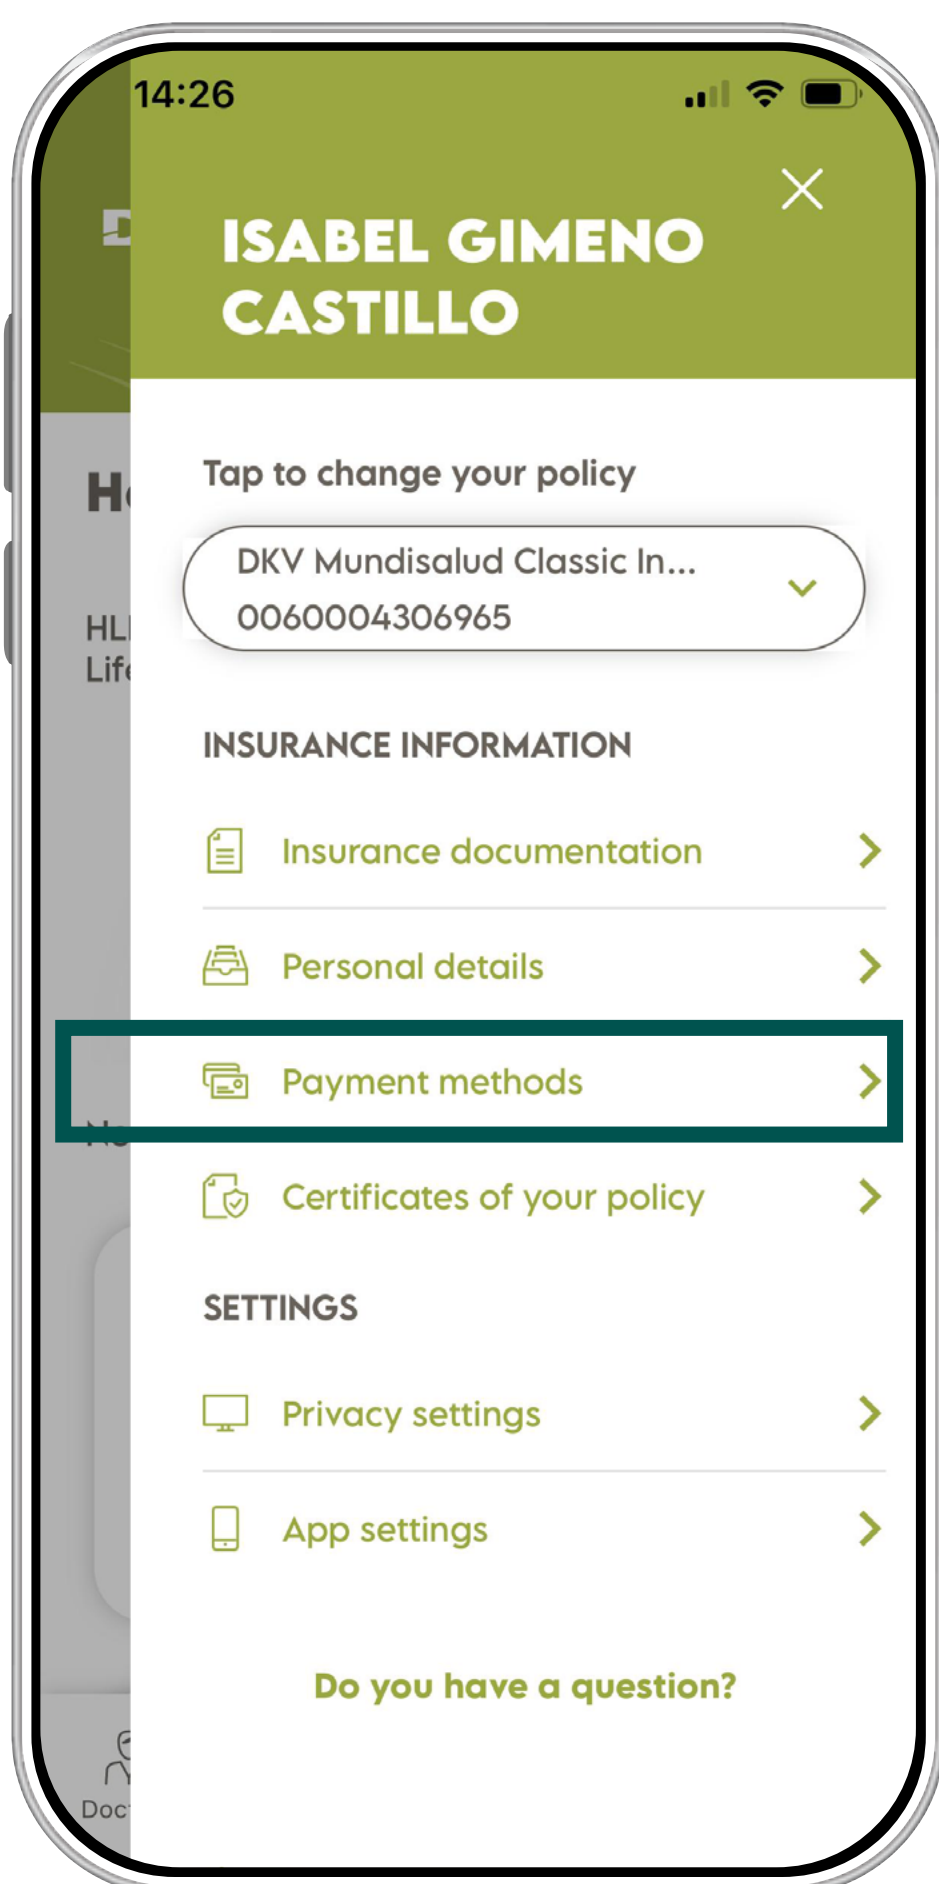 14:26
ISABEL GIMENO
CASTILLO
Tap to change your policy
DKV Mundisalud Classic In...
0060004306965
INSURANCE INFORMATION
Insurance documentation
Personal details
Payment methods
Certificates of your policy
SETTINGS
Privacy settings
App settings
Do you have a question?